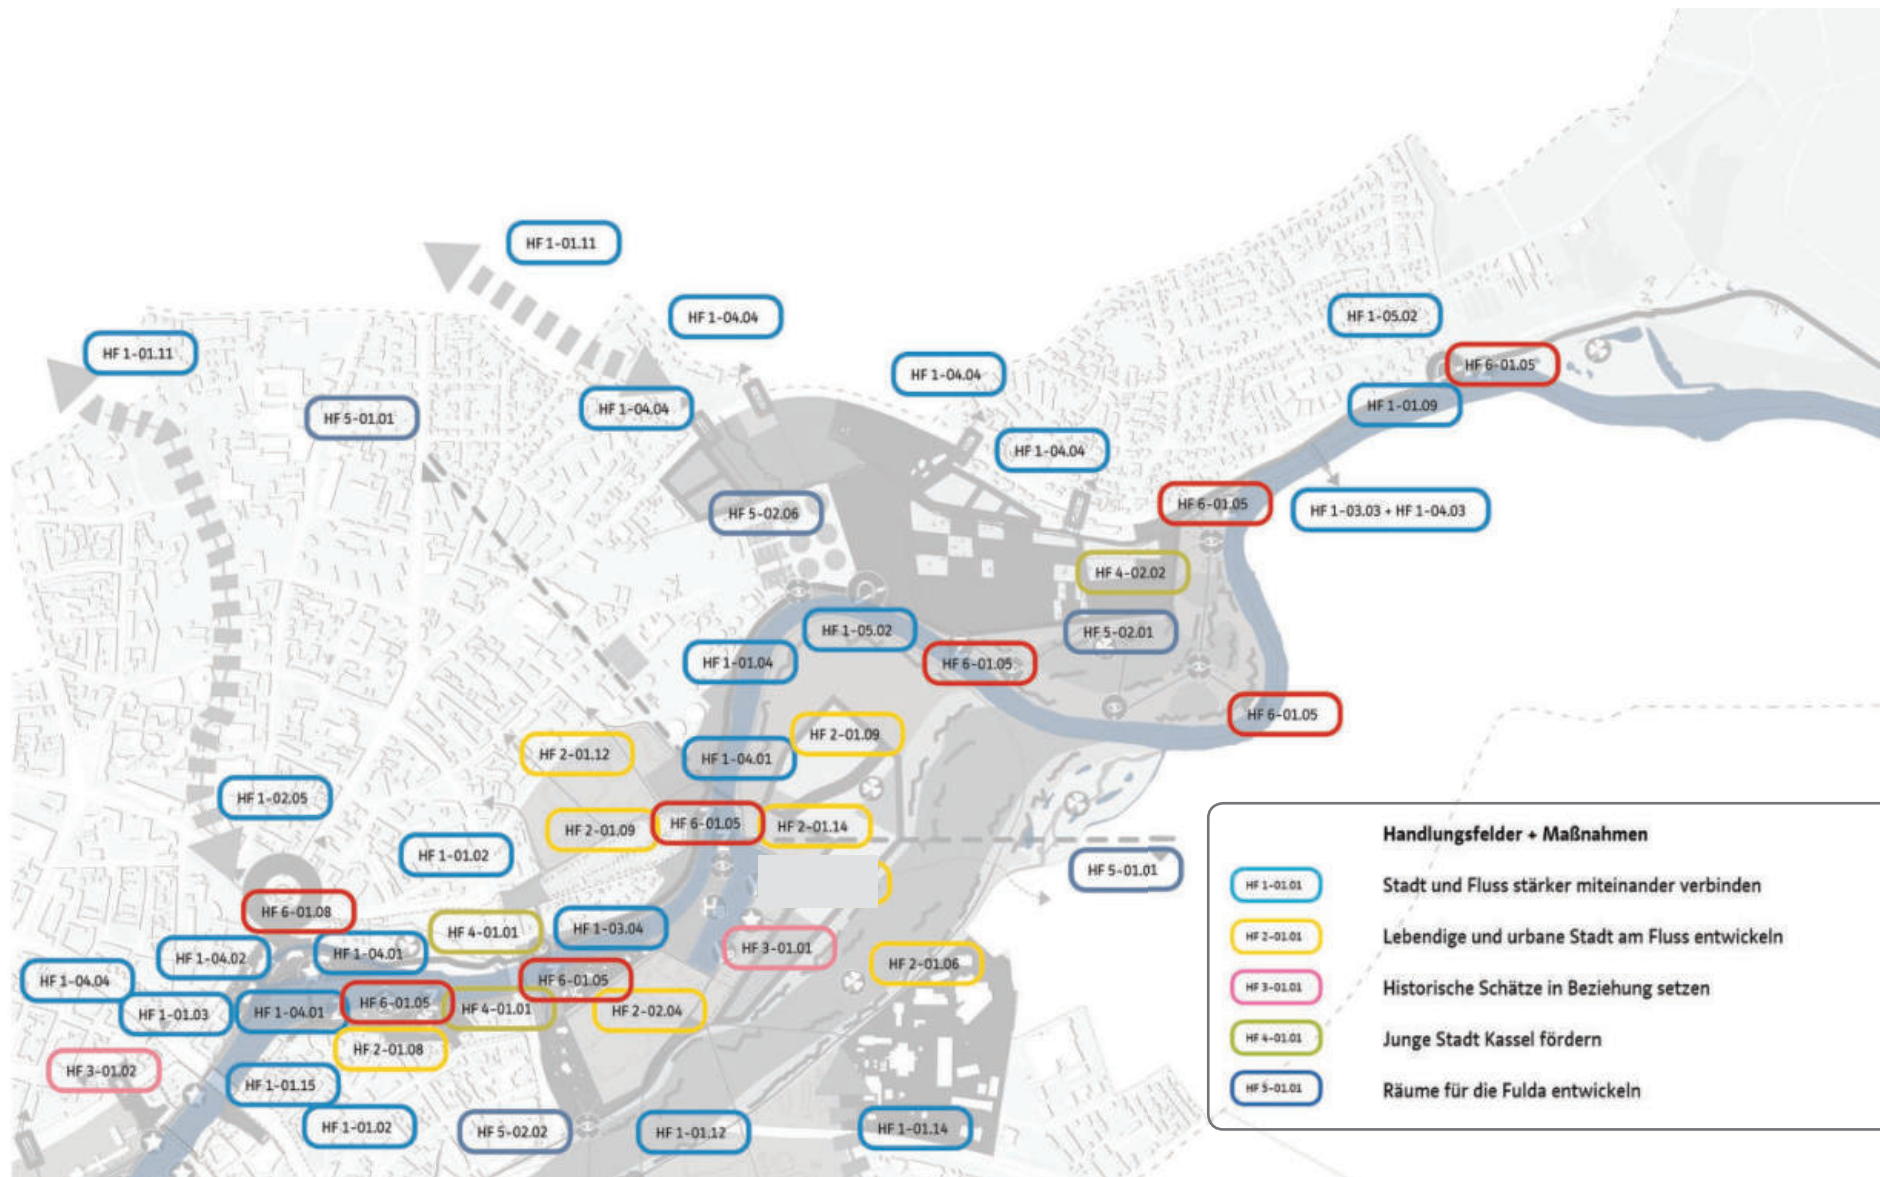 HF 1-01.11
HF 1-04.04
HF 1-05.02
HF 1-01.11
HF 6-01.05
HF 1-04.04
HF 1-04.04
HF 1-01.09
HF 5-01.01
HF 1-04.04
HF 6-01.05
HF 1-03.03 + HF 1-04.03
HF 5-02.06
HF 4-02.02
HF 1-05.02
HF 5-02.01
HF 1-01.04
HF 6-01.05
HF 6-01.05
HF 2-01.09
HF 2-01.12
HF 1-04.01
HF 1-02.05
HF 6-01.05
HF 2-01.14
HF 2-01.09
HF 1-01.02
HF 5-01.01
HF 6-01.08
HF 4-01.01
HF 1-03.04
HF 3-01.01
HF 1-04.02
HF 1-04.01
HF 2-01.06
HF 1-04.04
HF 6-01.05
HF 1-01.03
HF 1-04.01
HF 6-01.05
HF 4-01.01
HF 2-02.04
HF 2-01.08
HF 3-01.02
HF 1-01.15
HF 1-01.02
HF 5-02.02
HF 1-01.12
HF 1-01.14
Handlungsfelder + Maßnahmen
HF 1-01.01 Stadt und Fluss stärker miteinander verbinden
HF 2-01.01 Lebendige und urbane Stadt am Fluss entwickeln
HF 3-01.01 Historische Schätze in Beziehung setzen
HF 4-01.01 Junge Stadt Kassel fördern
HF 5-01.01 Räume für die Fulda entwickeln